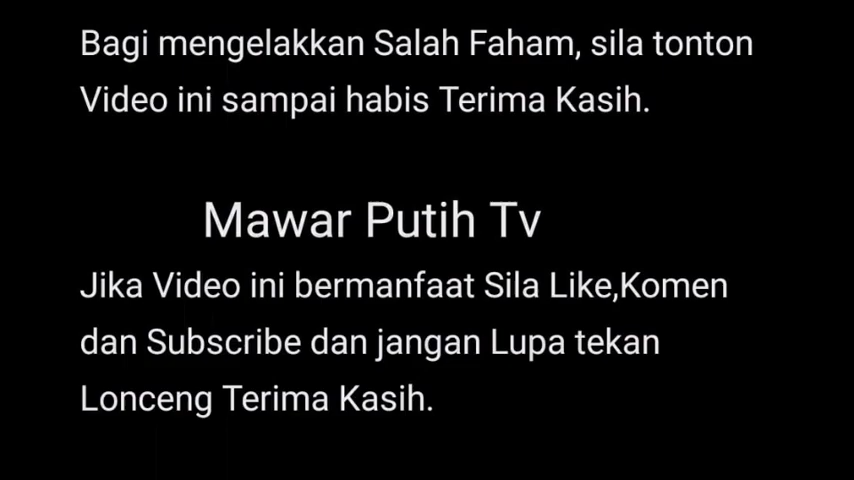 Bagi mengelakkan Salah Faham, sila tonton
Video ini sampai habis Terima Kasih.
Mawar Putih Tv
Jika Video ini bermanfaat Sila Like,Komen
dan Subscribe dan jangan Lupa tekan
Lonceng Terima Kasih.